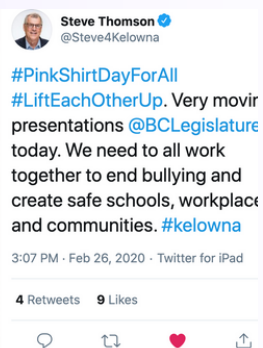 Steve Thomson
@Steve4Kelowna
#PinkShirtDayForAll
#LiftEachOtherUp. Very movin
presentations @BCLegislature
today. We need to all work
together to end bullying and
create safe schools, workplace
and communities. #kelowna
3:07 PM · Feb 26, 2020 · Twitter for iPad
4 Retweets 9 Likes